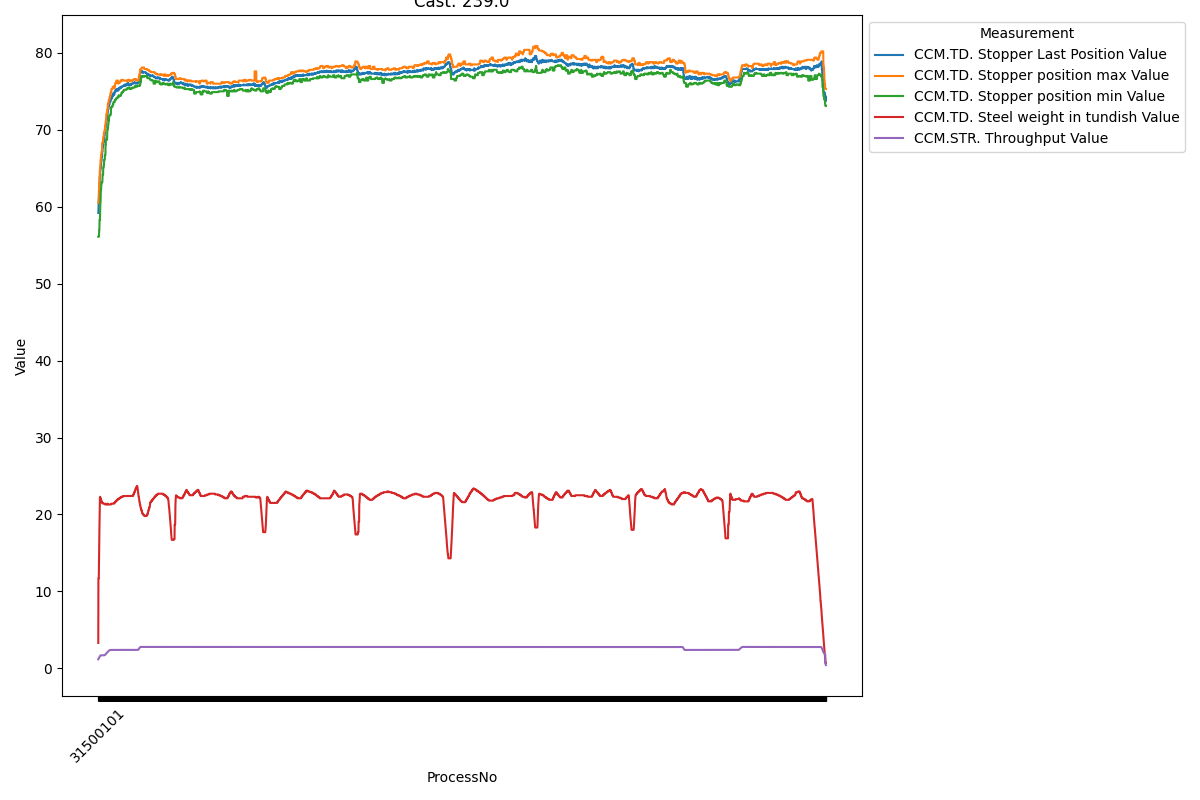 Cast: 239.0
Measurement
CCM.TD. Stopper Last Position Value
CCM.TD. Stopper position max Value
CCM.TD. Stopper position min Value
CCM.TD. Steel weight in tundish Value
CCM.STR. Throughput Value
80
70
60
50
40
30
20
10
0
Value
31500101
ProcessNo